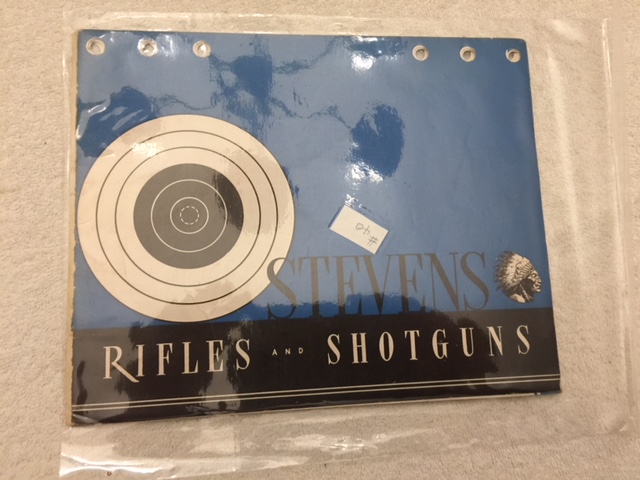 #40
STEVENS
RIFLES AND SHOTGUNS